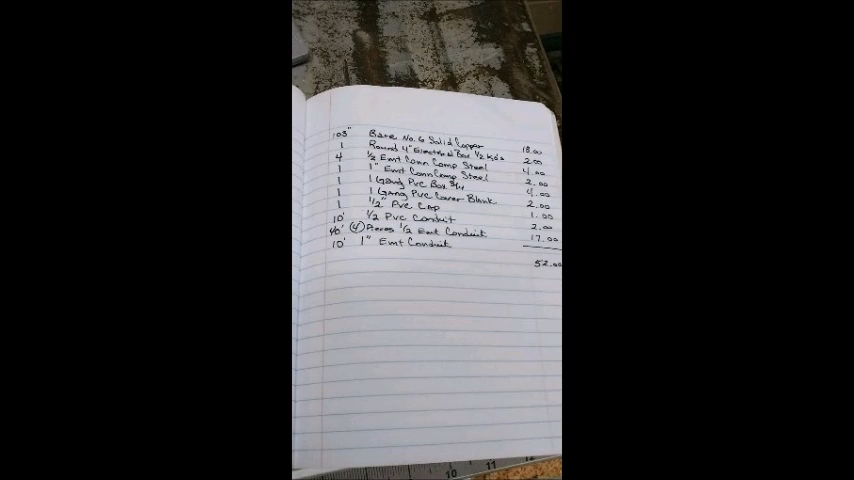 103" Bare No. 6 Solid Copper 18.00
1 Round 4" Electrical Box 1/2 Ko's 2.00
4 1/2 Emt Conn Comp Steel 4.00
1 1" Emt Conn Comp Steel 2.00
1 1 Gang Pvc Box 3/4 4.00
1 1 Gang Pvc Cover Blank 2.00
1 1/2" Pvc Cap 1.00
10' 1/2 Pvc Conduit 2.00
40' (4) Pieces 1/2 Emt Conduit 17.00
10' 1" Emt Conduit
52.00
10 11